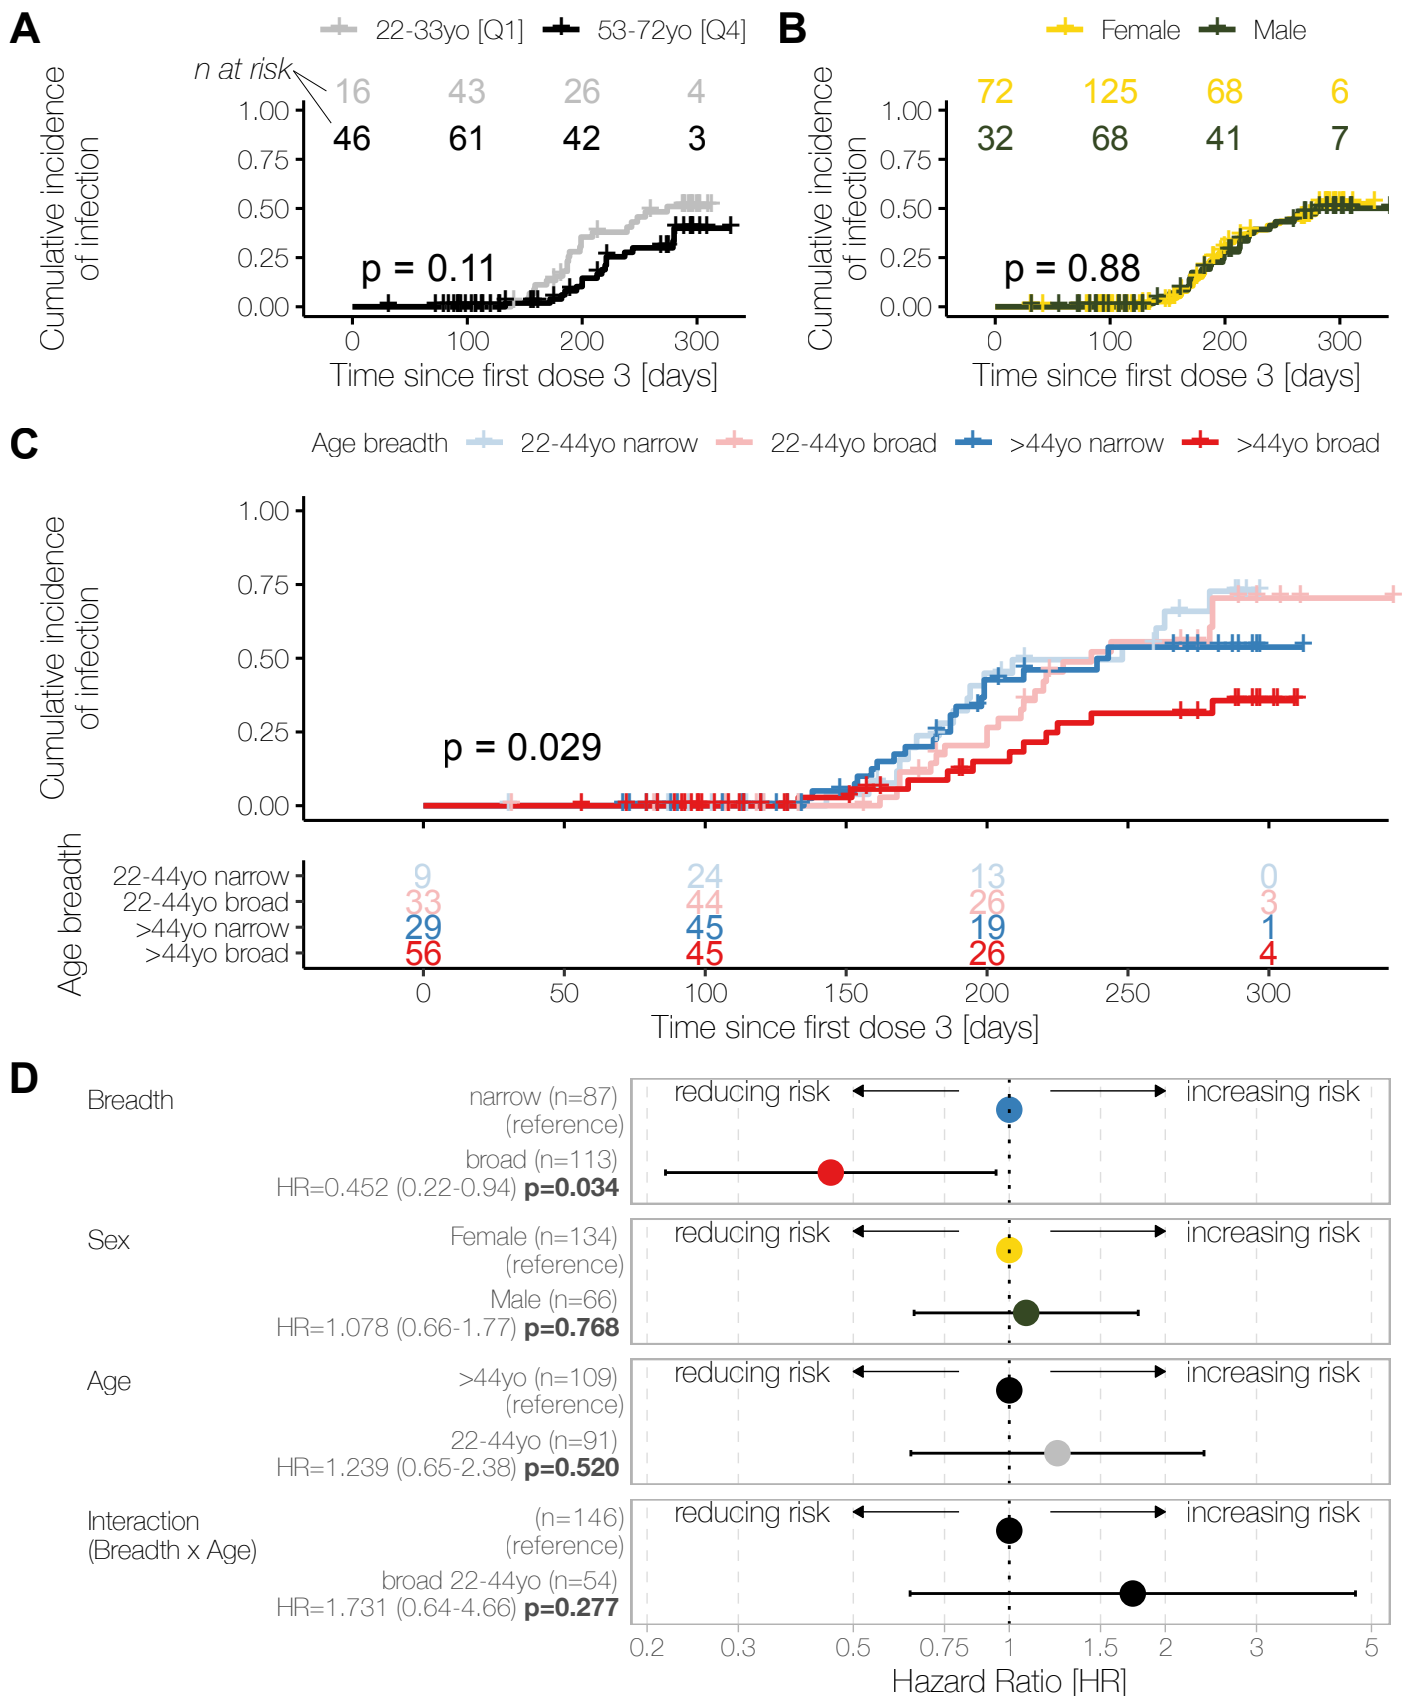 A
22-33yo [Q1] 53-72yo [Q4]
n at risk
16 43 26 4
46 61 42 3
Cumulative incidence
of infection
1.00
0.75
0.50
0.25
0.00
p = 0.11
0 100 200 300
Time since first dose 3 [days]
B
Female Male
72 125 68 6
32 68 41 7
Cumulative incidence
of infection
1.00
0.75
0.50
0.25
0.00
p = 0.88
0 100 200 300
Time since first dose 3 [days]
C
Age breadth 22-44yo narrow 22-44yo broad >44yo narrow >44yo broad
Cumulative incidence
of infection
1.00
0.75
0.50
0.25
0.00
p = 0.029
Age breadth
22-44yo narrow 9 24 13 0
22-44yo broad 33 44 26 3
>44yo narrow 29 45 19 1
>44yo broad 56 45 26 4
0 50 100 150 200 250 300
Time since first dose 3 [days]
D
Breadth
narrow (n=87)
(reference)
broad (n=113)
HR=0.452 (0.22-0.94) p=0.034
reducing risk increasing risk
Sex
Female (n=134)
(reference)
Male (n=66)
HR=1.078 (0.66-1.77) p=0.768
reducing risk increasing risk
Age
>44yo (n=109)
(reference)
22-44yo (n=91)
HR=1.239 (0.65-2.38) p=0.520
reducing risk increasing risk
Interaction
(Breadth x Age)
(n=146)
(reference)
broad 22-44yo (n=54)
HR=1.731 (0.64-4.66) p=0.277
reducing risk increasing risk
0.2 0.3 0.5 0.75 1 1.5 2 3 5
Hazard Ratio [HR]